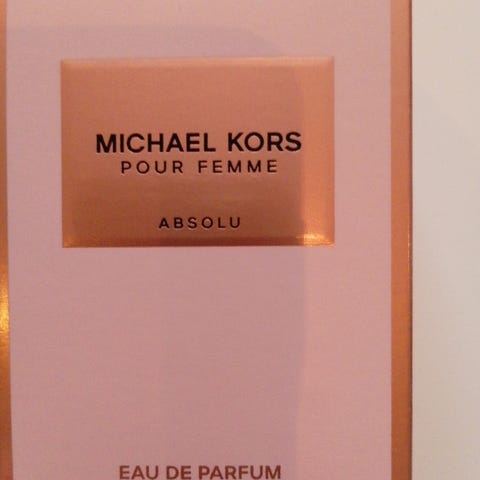 MICHAEL KORS
POUR FEMME
ABSOLU
EAU DE PARFUM